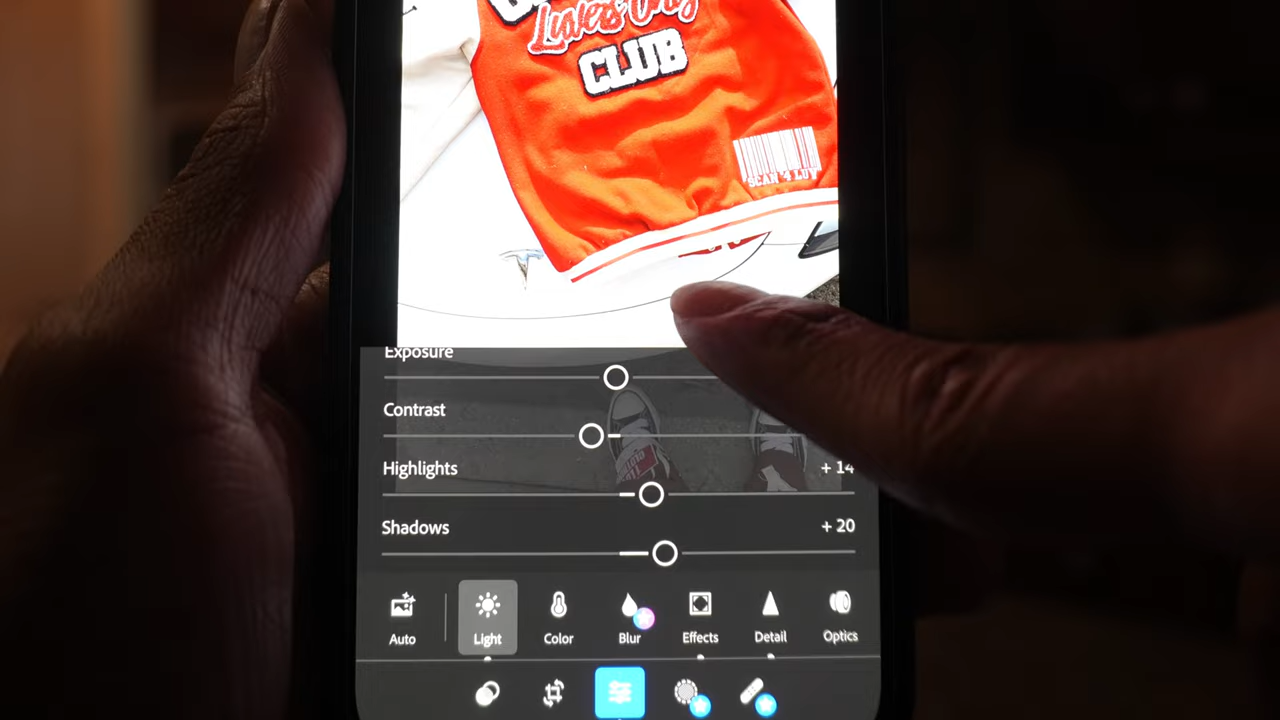 Lovers Only
CLUB
SCAN 4 LUV
Exposure
Contrast
Highlights
+ 14
Shadows
+ 20
Auto
Light
Color
Blur
Effects
Detail
Optics